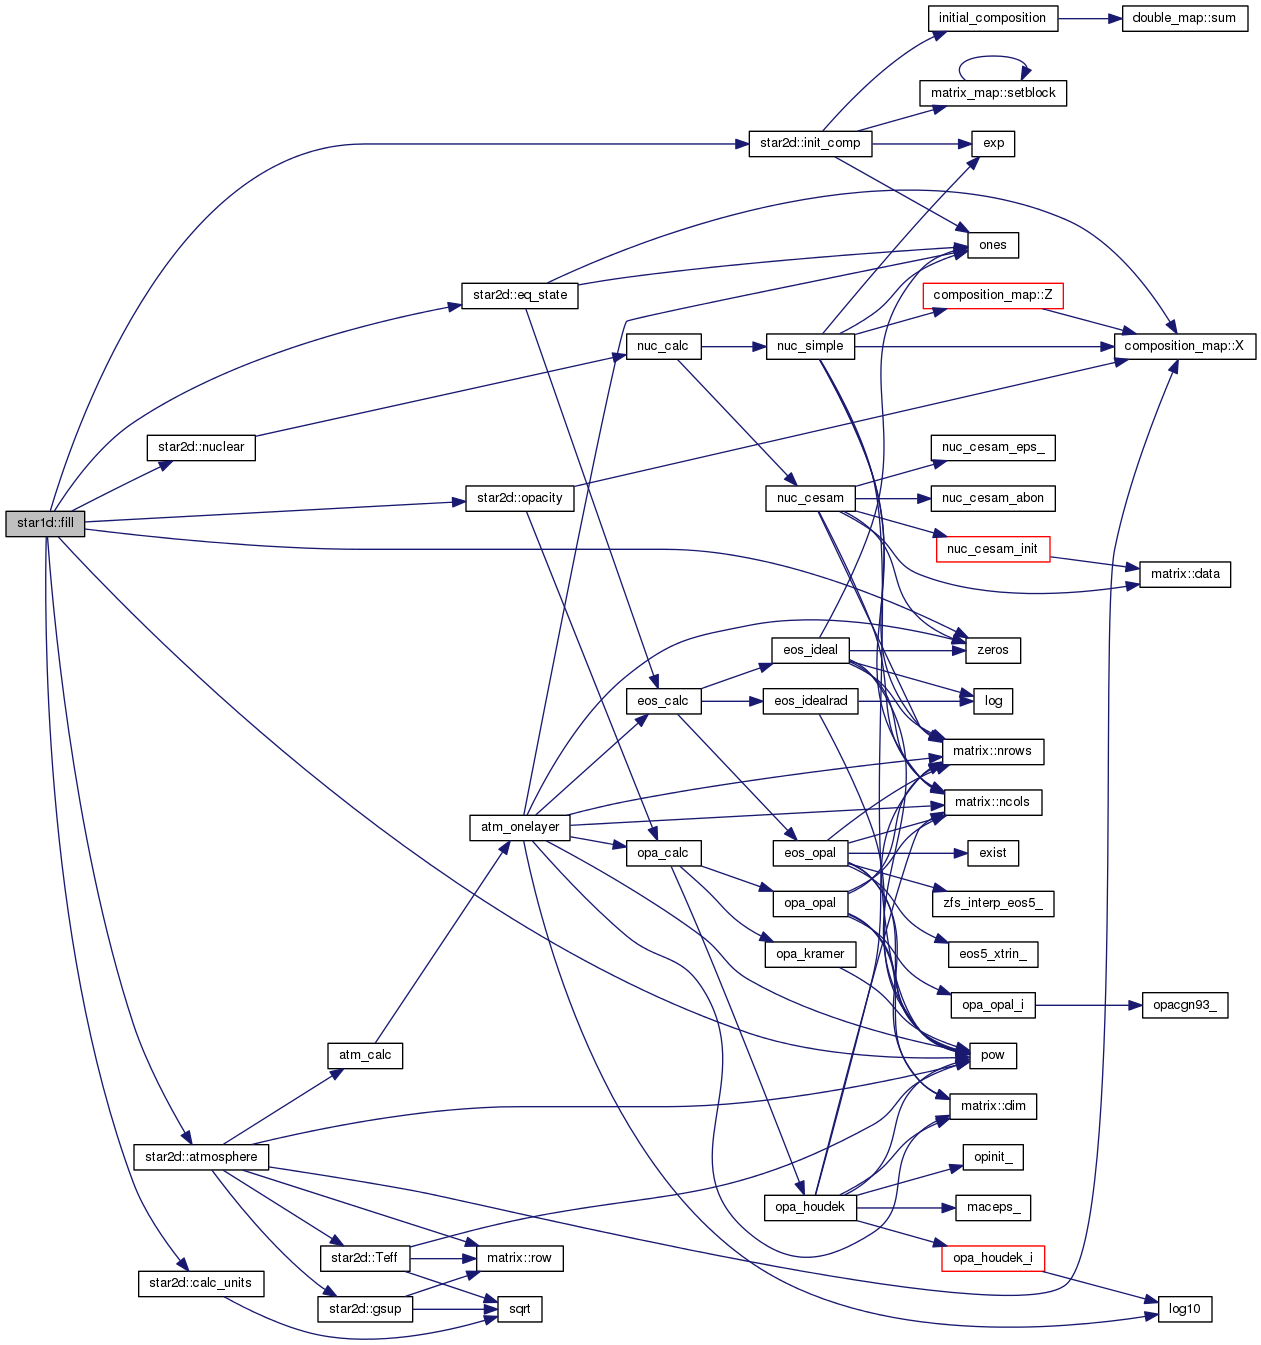 initial_composition
double_map::sum
matrix_map::setblock
star2d::init_comp
exp
ones
star2d::eq_state
composition_map::Z
nuc_calc
nuc_simple
composition_map::X
star2d::nuclear
nuc_cesam_eps_
star2d::opacity
nuc_cesam
nuc_cesam_abon
star1d::fill
nuc_cesam_init
matrix::data
eos_ideal
zeros
eos_calc
eos_idealrad
log
matrix::nrows
matrix::ncols
atm_onelayer
opa_calc
eos_opal
exist
opa_opal
zfs_interp_eos5_
opa_kramer
eos5_xtrin_
opa_opal_i
opacgn93_
atm_calc
pow
matrix::dim
star2d::atmosphere
opinit_
opa_houdek
maceps_
star2d::Teff
matrix::row
opa_houdek_i
star2d::calc_units
star2d::gsup
sqrt
log10